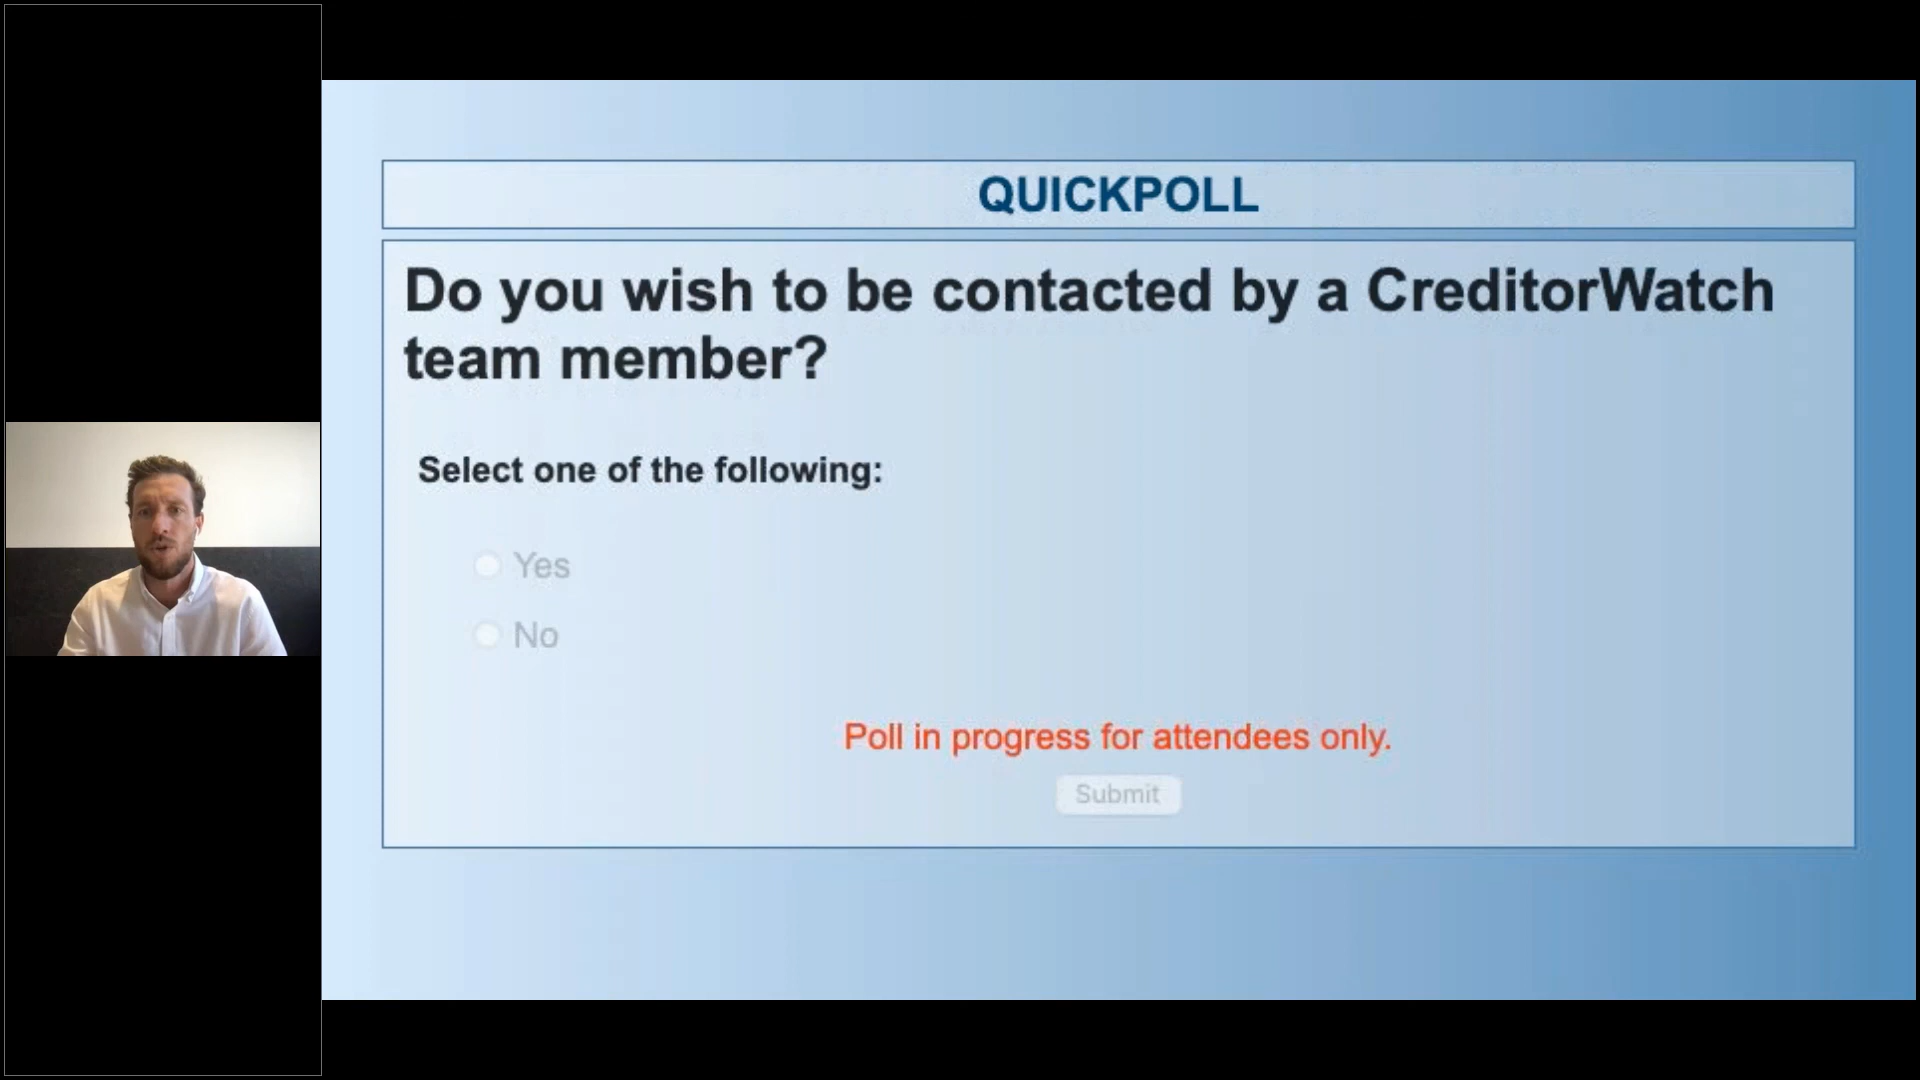 QUICKPOLL
Do you wish to be contacted by a CreditorWatch
team member?
Select one of the following:
Yes
No
Poll in progress for attendees only.
Submit